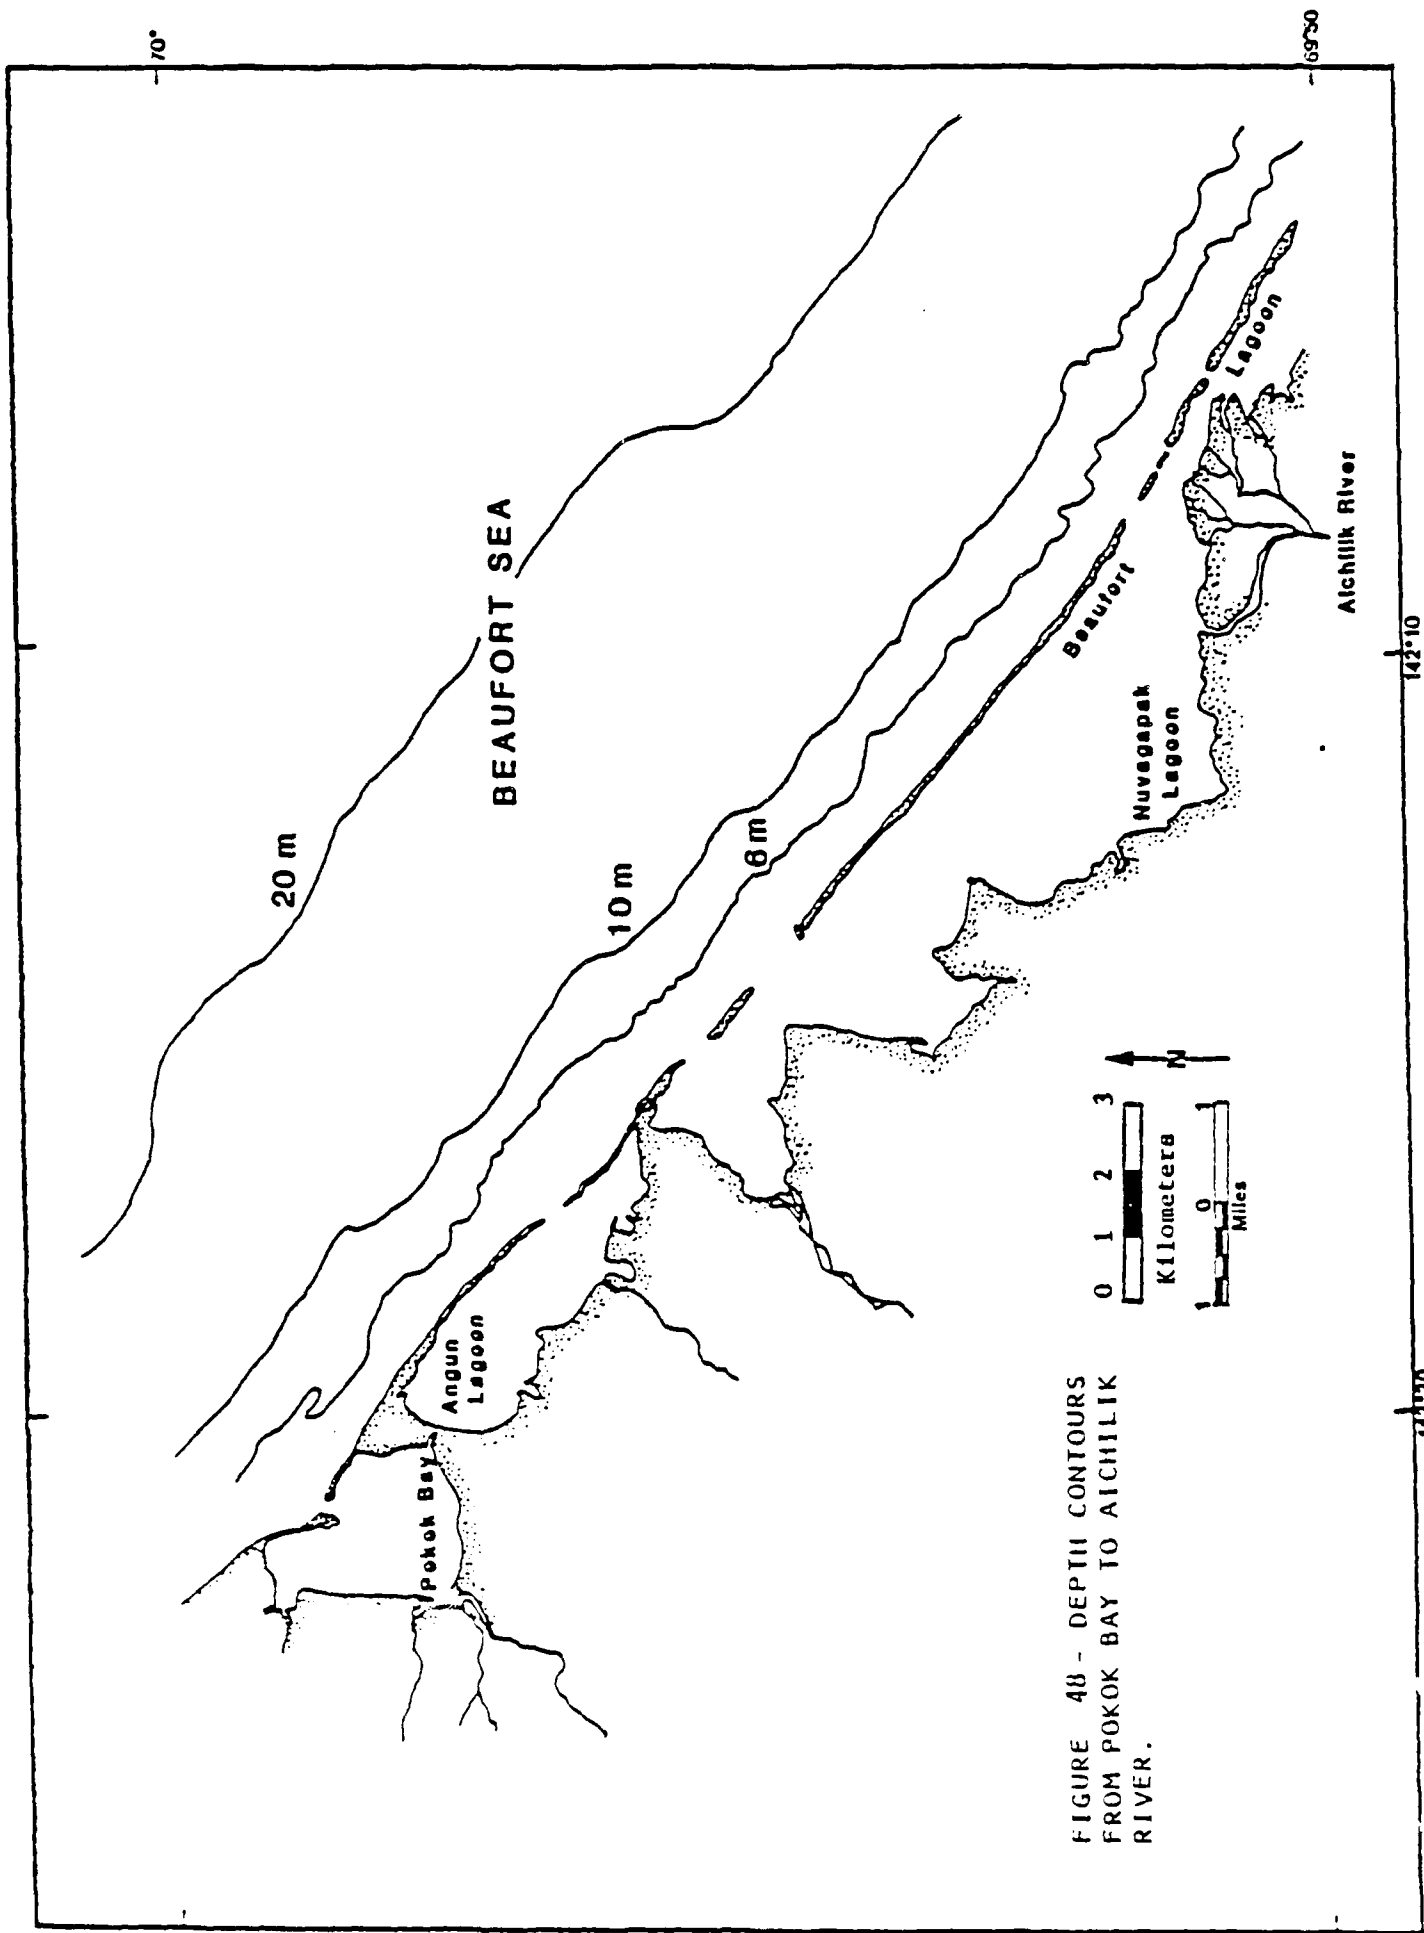 70°
69°50
BEAUFORT SEA
20 m
10 m
6 m
Angun
Lagoon
Pokok Bay
Beaufort
Lagoon
Nuvagapak
Lagoon
Aichilik River
142°10
0 1 2 3
Kilometers
1 0 1
Miles
N
FIGURE 48 - DEPTH CONTOURS
FROM POKOK BAY TO AICHILIK
RIVER.